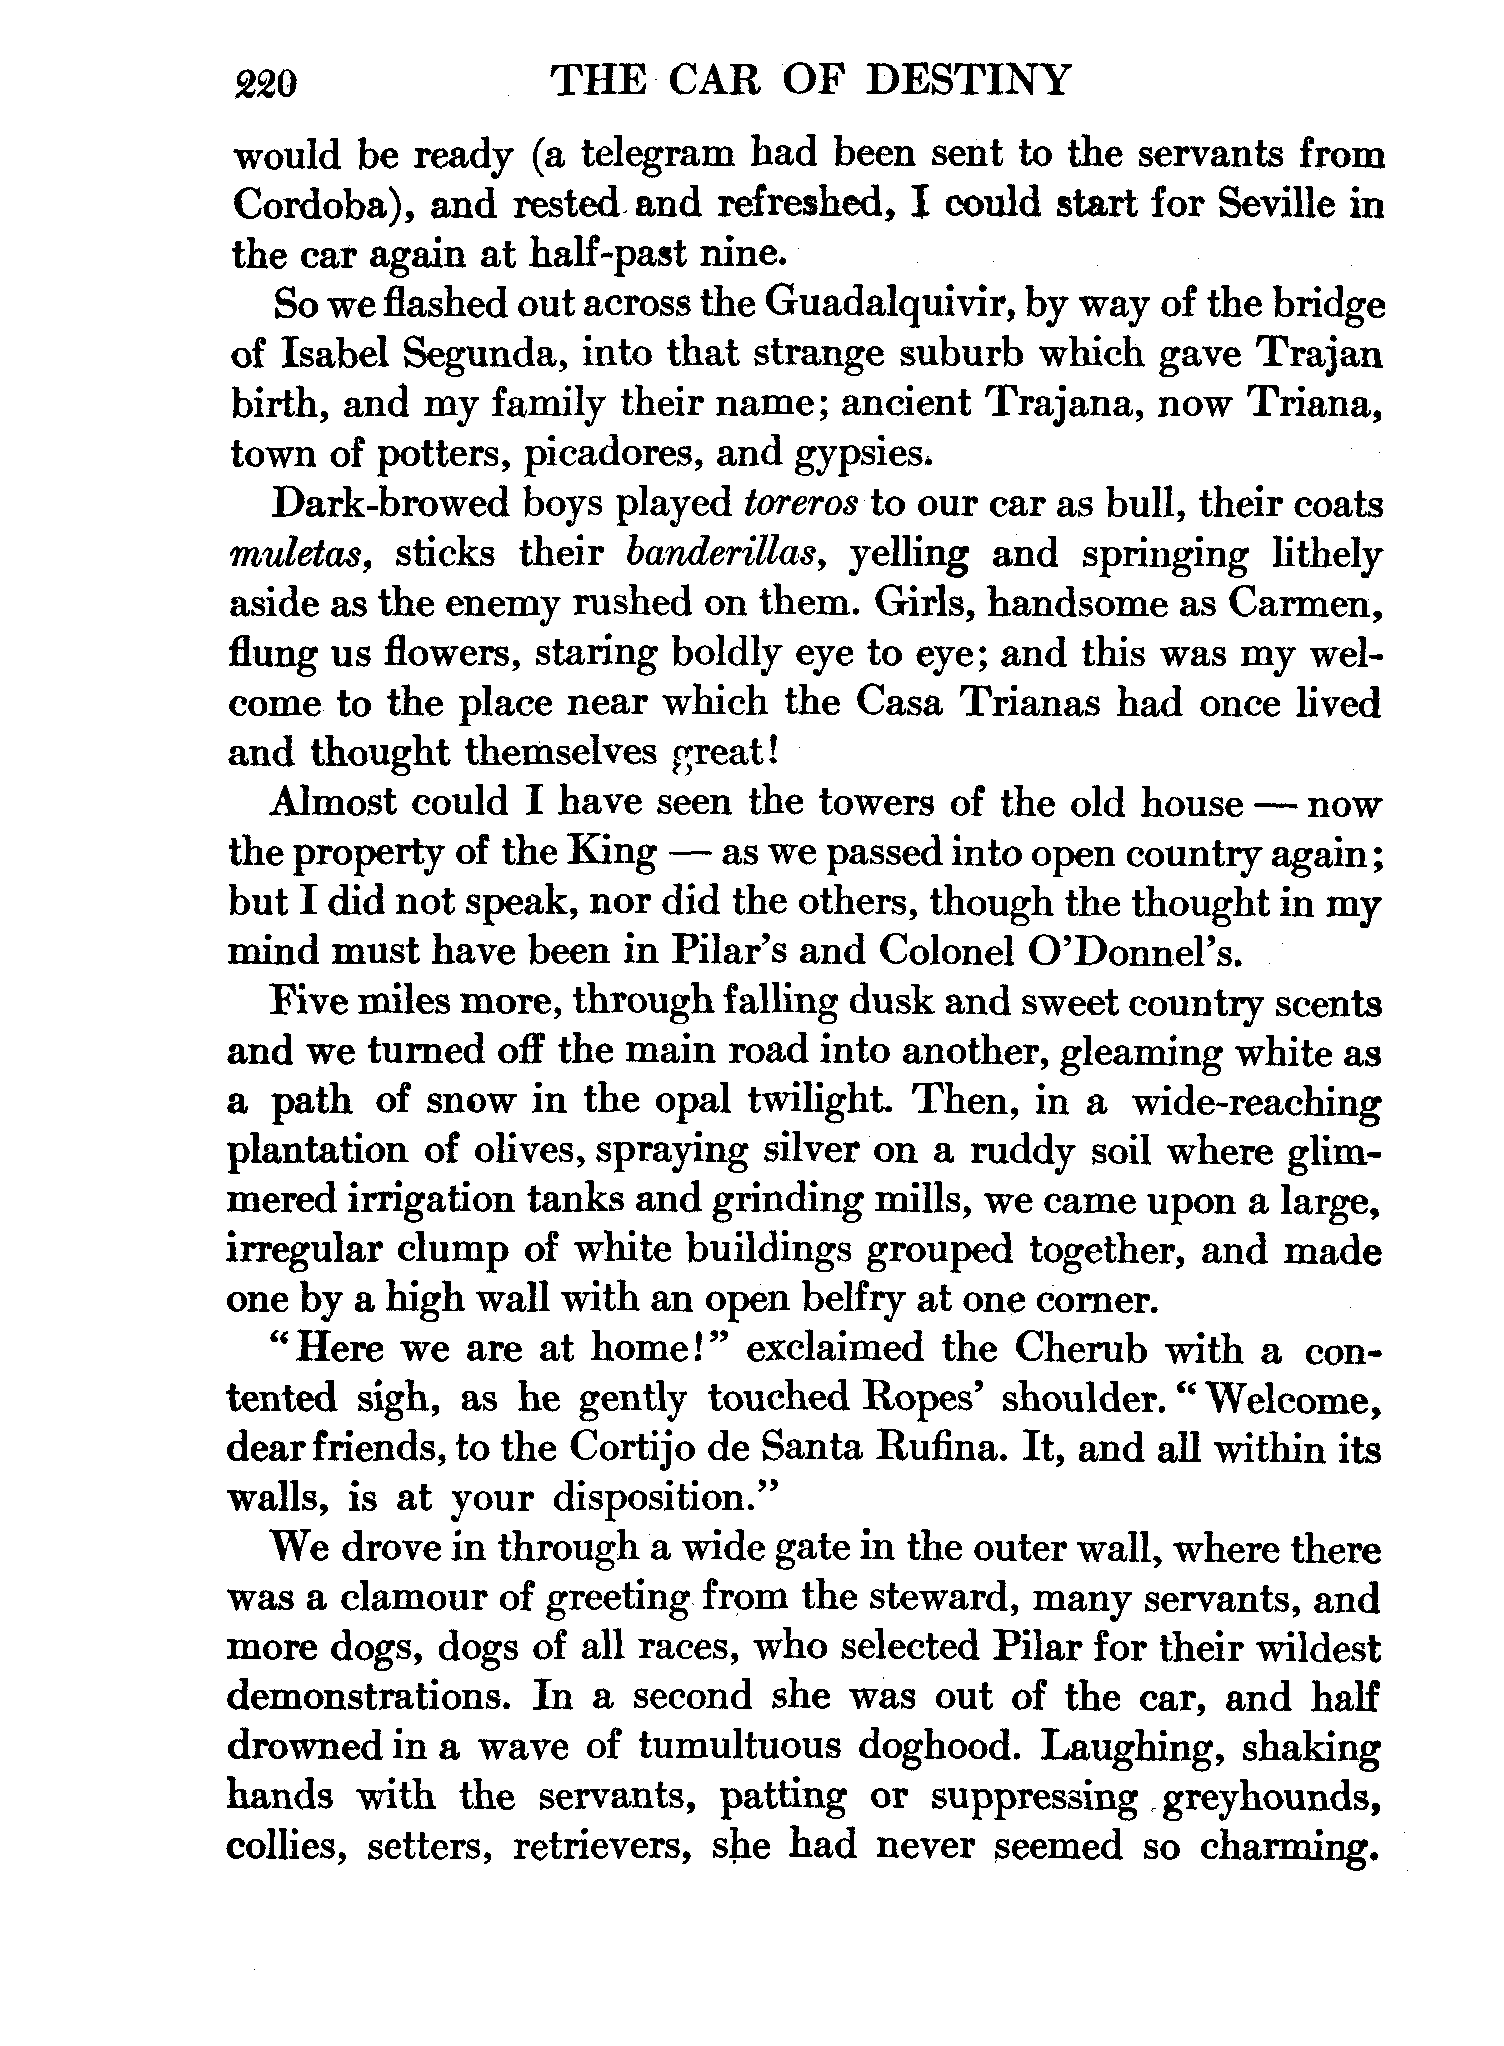 220 THE CAR OF DESTINY
would be ready (a telegram had been sent to the servants from
Cordoba), and rested and refreshed, I could start for Seville in
the car again at half-past nine.
So we flashed out across the Guadalquivir, by way of the bridge
of Isabel Segunda, into that strange suburb which gave Trajan
birth, and my family their name; ancient Trajana, now Triana,
town of potters, picadores, and gypsies.
Dark-browed boys played toreros to our car as bull, their coats
muletas, sticks their banderillas, yelling and springing lithely
aside as the enemy rushed on them. Girls, handsome as Carmen,
flung us flowers, staring boldly eye to eye; and this was my wel-
come to the place near which the Casa Trianas had once lived
and thought themselves great!
Almost could I have seen the towers of the old house — now
the property of the King — as we passed into open country again;
but I did not speak, nor did the others, though the thought in my
mind must have been in Pilar's and Colonel O'Donnel's.
Five miles more, through falling dusk and sweet country scents
and we turned off the main road into another, gleaming white as
a path of snow in the opal twilight. Then, in a wide-reaching
plantation of olives, spraying silver on a ruddy soil where glim-
mered irrigation tanks and grinding mills, we came upon a large,
irregular clump of white buildings grouped together, and made
one by a high wall with an open belfry at one corner.
"Here we are at home!" exclaimed the Cherub with a con-
tented sigh, as he gently touched Ropes' shoulder. "Welcome,
dear friends, to the Cortijo de Santa Rufina. It, and all within its
walls, is at your disposition."
We drove in through a wide gate in the outer wall, where there
was a clamour of greeting from the steward, many servants, and
more dogs, dogs of all races, who selected Pilar for their wildest
demonstrations. In a second she was out of the car, and half
drowned in a wave of tumultuous doghood. Laughing, shaking
hands with the servants, patting or suppressing greyhounds,
collies, setters, retrievers, she had never seemed so charming.